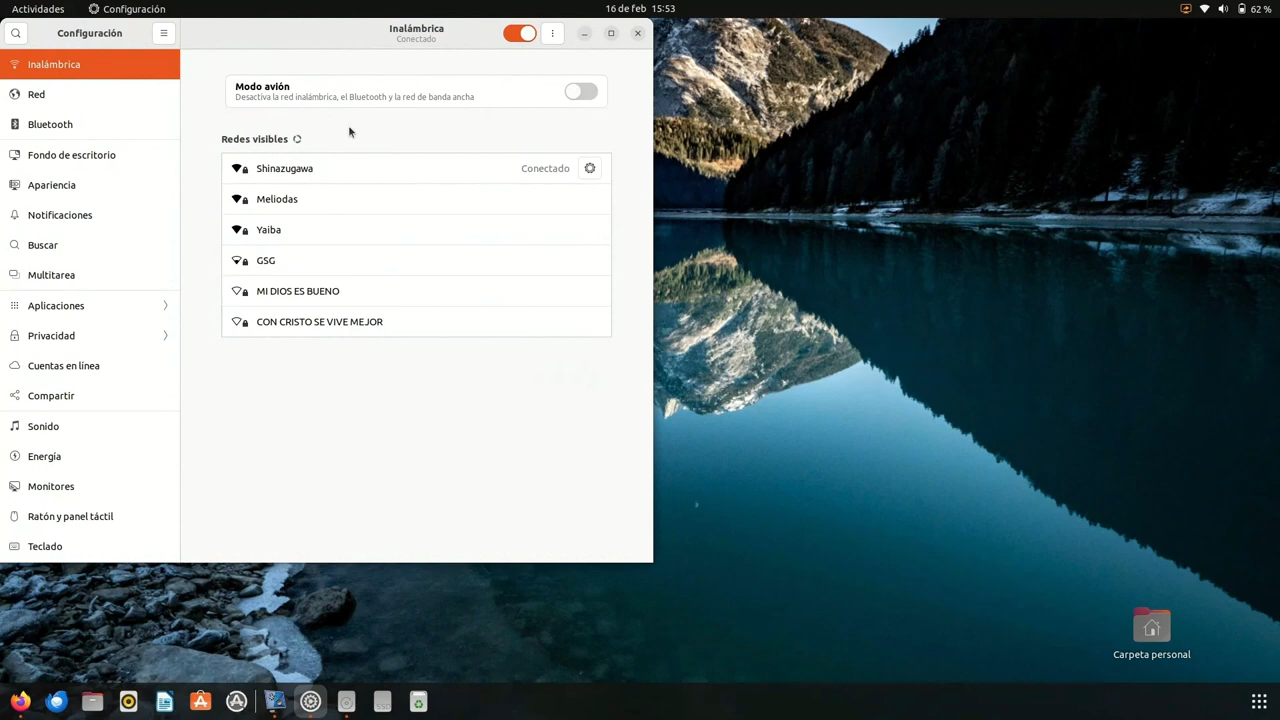 Actividades
Configuración
16 de feb 15:53
62 %
Configuración
Inalámbrica
Conectado
Inalámbrica
Red
Bluetooth
Fondo de escritorio
Apariencia
Notificaciones
Buscar
Multitarea
Aplicaciones
Privacidad
Cuentas en línea
Compartir
Sonido
Energía
Monitores
Ratón y panel táctil
Teclado
Modo avión
Desactiva la red inalámbrica, el Bluetooth y la red de banda ancha
Redes visibles
Shinazugawa Conectado
Meliodas
Yaiba
GSG
MI DIOS ES BUENO
CON CRISTO SE VIVE MEJOR
Carpeta personal
SSD